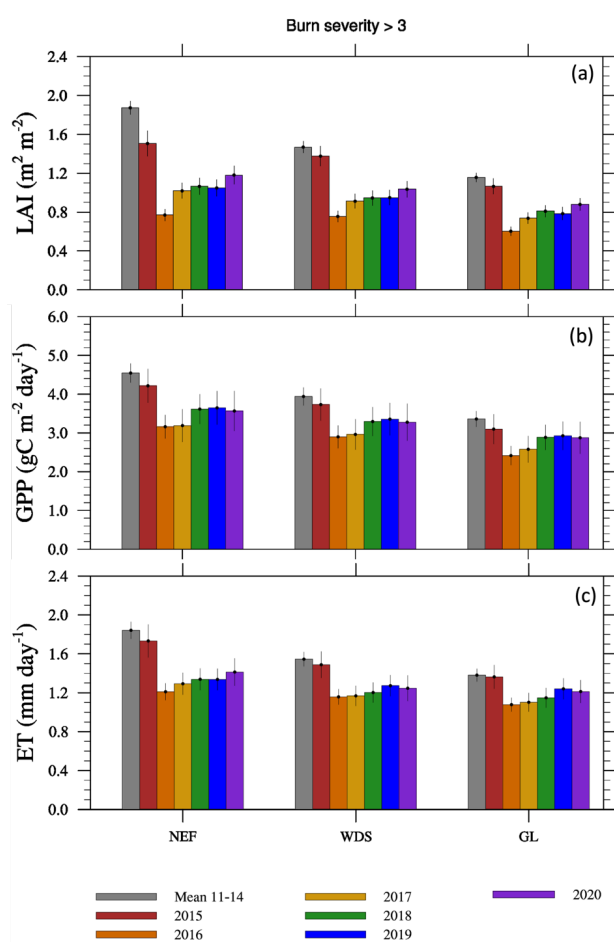 Burn severity > 3
(a)
LAI (m² m⁻²)
2.4
2.0
1.6
1.2
0.8
0.4
0.0
(b)
GPP (gC m⁻² day⁻¹)
6.0
5.0
4.0
3.0
2.0
1.0
0.0
(c)
ET (mm day⁻¹)
2.4
2.0
1.6
1.2
0.8
0.4
0.0
NEF WDS GL
Mean 11-14 2017 2020
2015 2018
2016 2019